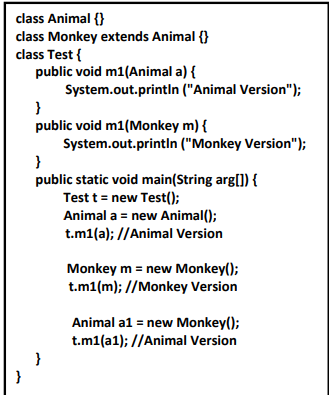 class Animal {}
class Monkey extends Animal {}
class Test {
public void m1(Animal a) {
System.out.println ("Animal Version");
}
public void m1(Monkey m) {
System.out.println ("Monkey Version");
}
public static void main(String arg[]) {
Test t = new Test();
Animal a = new Animal();
t.m1(a); //Animal Version
Monkey m = new Monkey();
t.m1(m); //Monkey Version
Animal a1 = new Monkey();
t.m1(a1); //Animal Version
}
}